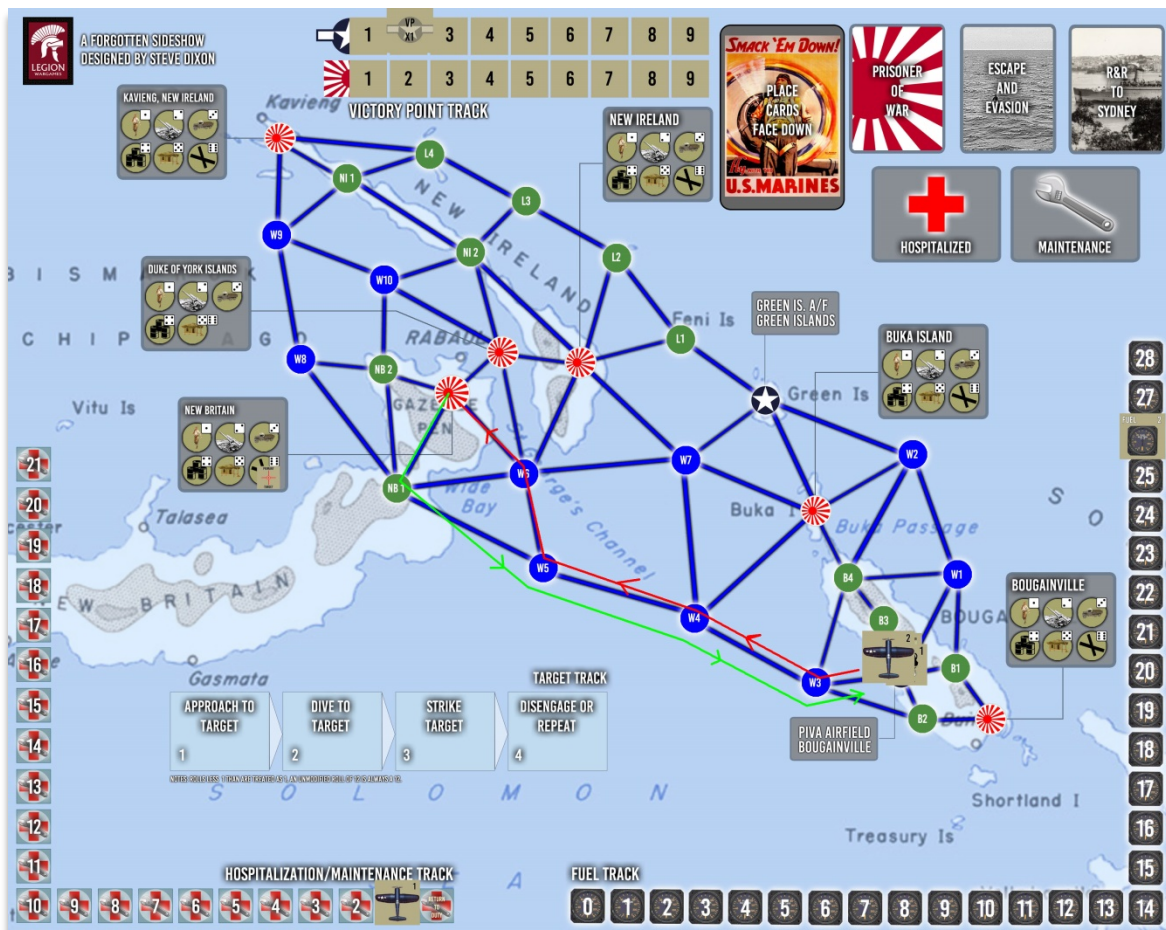 LEGION
WARGAMES
A FORGOTTEN SIDESHOW
DESIGNED BY STEVE DIXON
1 VP X1 3 4 5 6 7 8 9
1 2 3 4 5 6 7 8 9
VICTORY POINT TRACK
SMACK 'EM DOWN!
PLACE
CARDS
FACE DOWN
U.S. MARINES
PRISONER
OF
WAR
ESCAPE
AND
EVASION
R&R
TO
SYDNEY
HOSPITALIZED
MAINTENANCE
KAVIENG, NEW IRELAND
Kavieng
NEW IRELAND
DUKE OF YORK ISLANDS
NEW BRITAIN
GREEN IS. A/F
GREEN ISLANDS
BUKA ISLAND
BOUGAINVILLE
PIVA AIRFIELD
BOUGAINVILLE
L4
NI 1
L3
NI 2
L2
W9
W10
L1
W8
NB 2
W7
W2
W6
NB 1
W5
W1
B4
W4
B3
W3
B1
B2
NEW IRELAND
RABAUL
Vitu Is
Feni Is
Green Is
Wide
Bay
Buka I
Buka Passage
Talasea
NEW BRITAIN
Gasmata
SOLOMON
Shortland I
Treasury Is
TARGET TRACK
APPROACH TO
TARGET
1
DIVE TO
TARGET
2
STRIKE
TARGET
3
DISENGAGE OR
REPEAT
4
21
20
19
18
17
16
15
14
13
12
11
HOSPITALIZATION/MAINTENANCE TRACK
10 9 8 7 6 5 4 3 2 1 RETURN TO DUTY
28
27
FUEL 2
25
24
23
22
21
20
19
18
17
16
15
FUEL TRACK
0 1 2 3 4 5 6 7 8 9 10 11 12 13 14
2
1